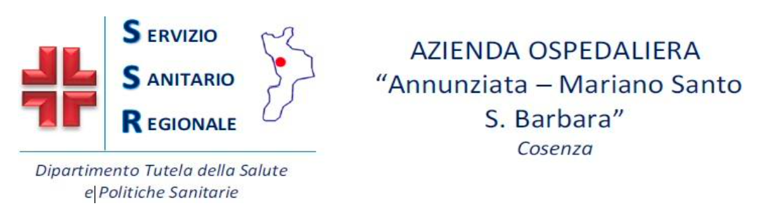 SERVIZIO
SANITARIO
REGIONALE
Dipartimento Tutela della Salute
e Politiche Sanitarie
AZIENDA OSPEDALIERA
“Annunziata – Mariano Santo
S. Barbara”
Cosenza